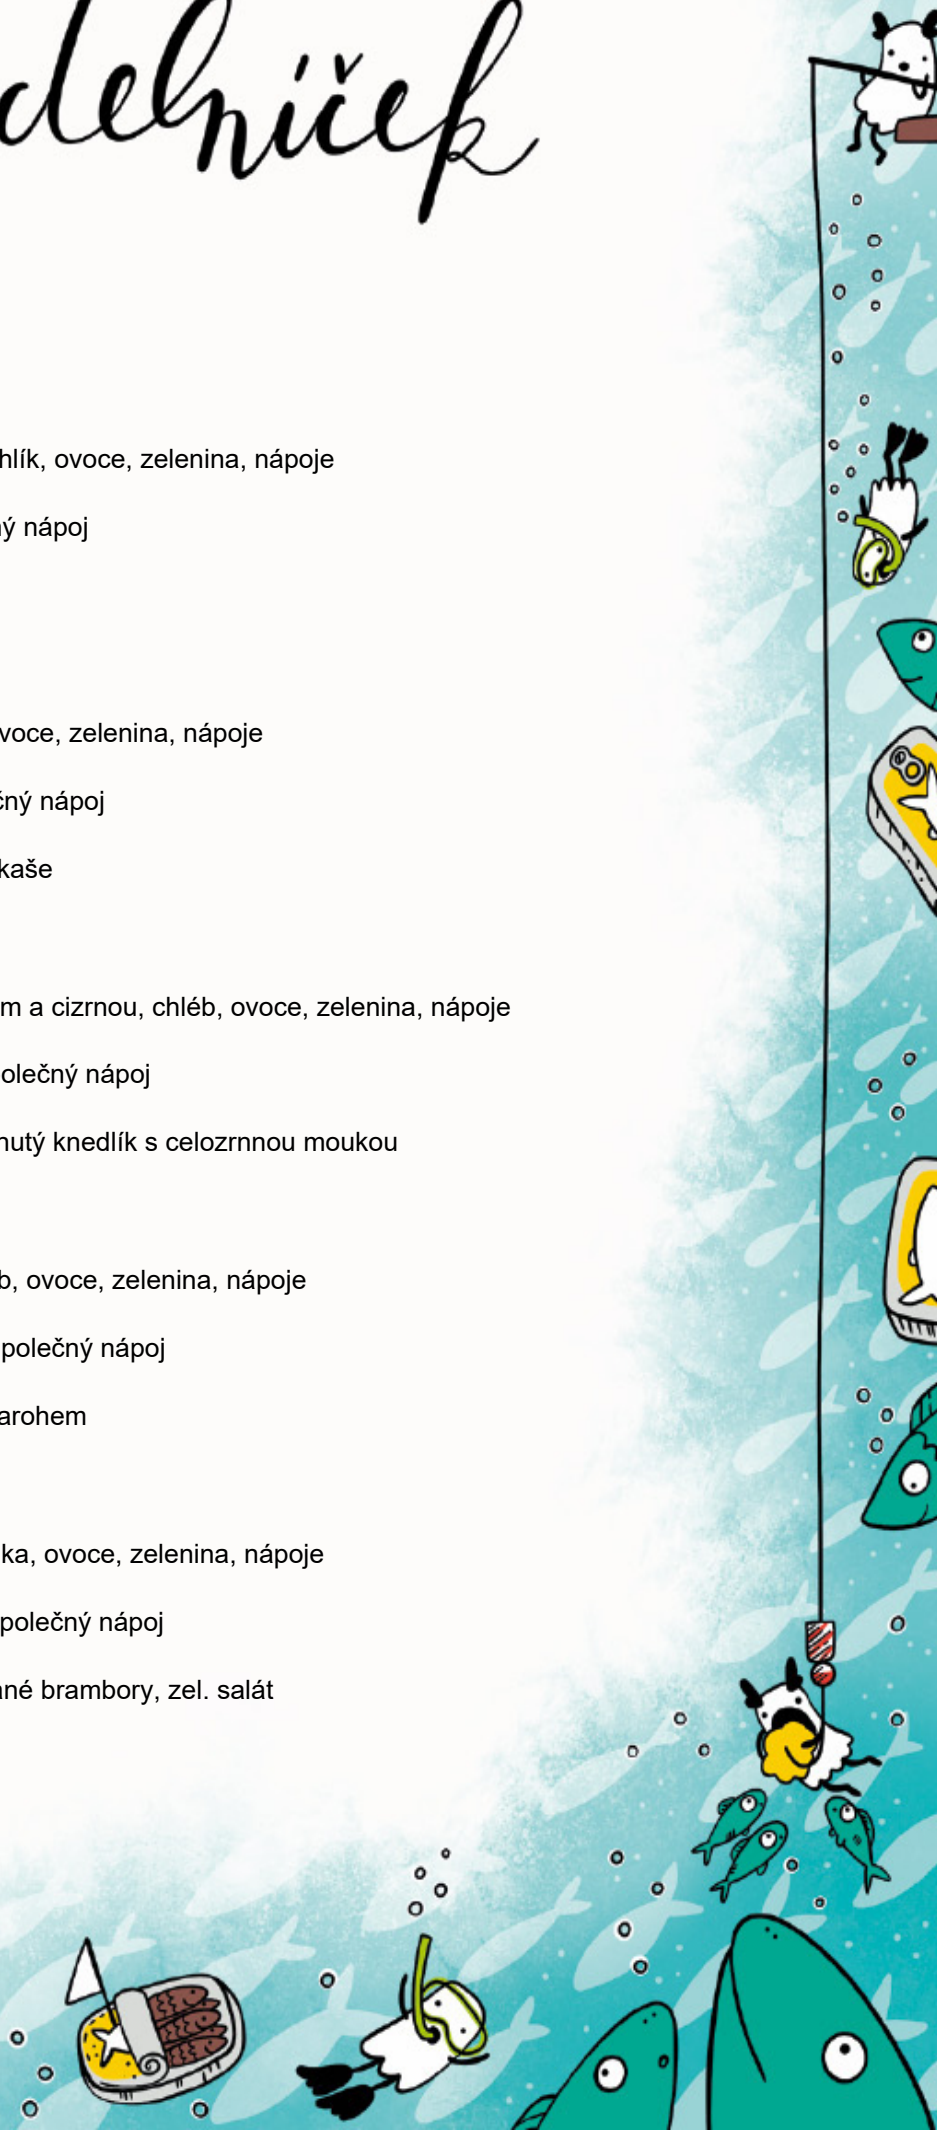 delníček
hlík, ovoce, zelenina, nápoje
ý nápoj
voce, zelenina, nápoje
čný nápoj
kaše
m a cizrnou, chléb, ovoce, zelenina, nápoje
olečný nápoj
nutý knedlík s celozrnnou moukou
b, ovoce, zelenina, nápoje
polečný nápoj
arohem
ka, ovoce, zelenina, nápoje
polečný nápoj
ané brambory, zel. salát